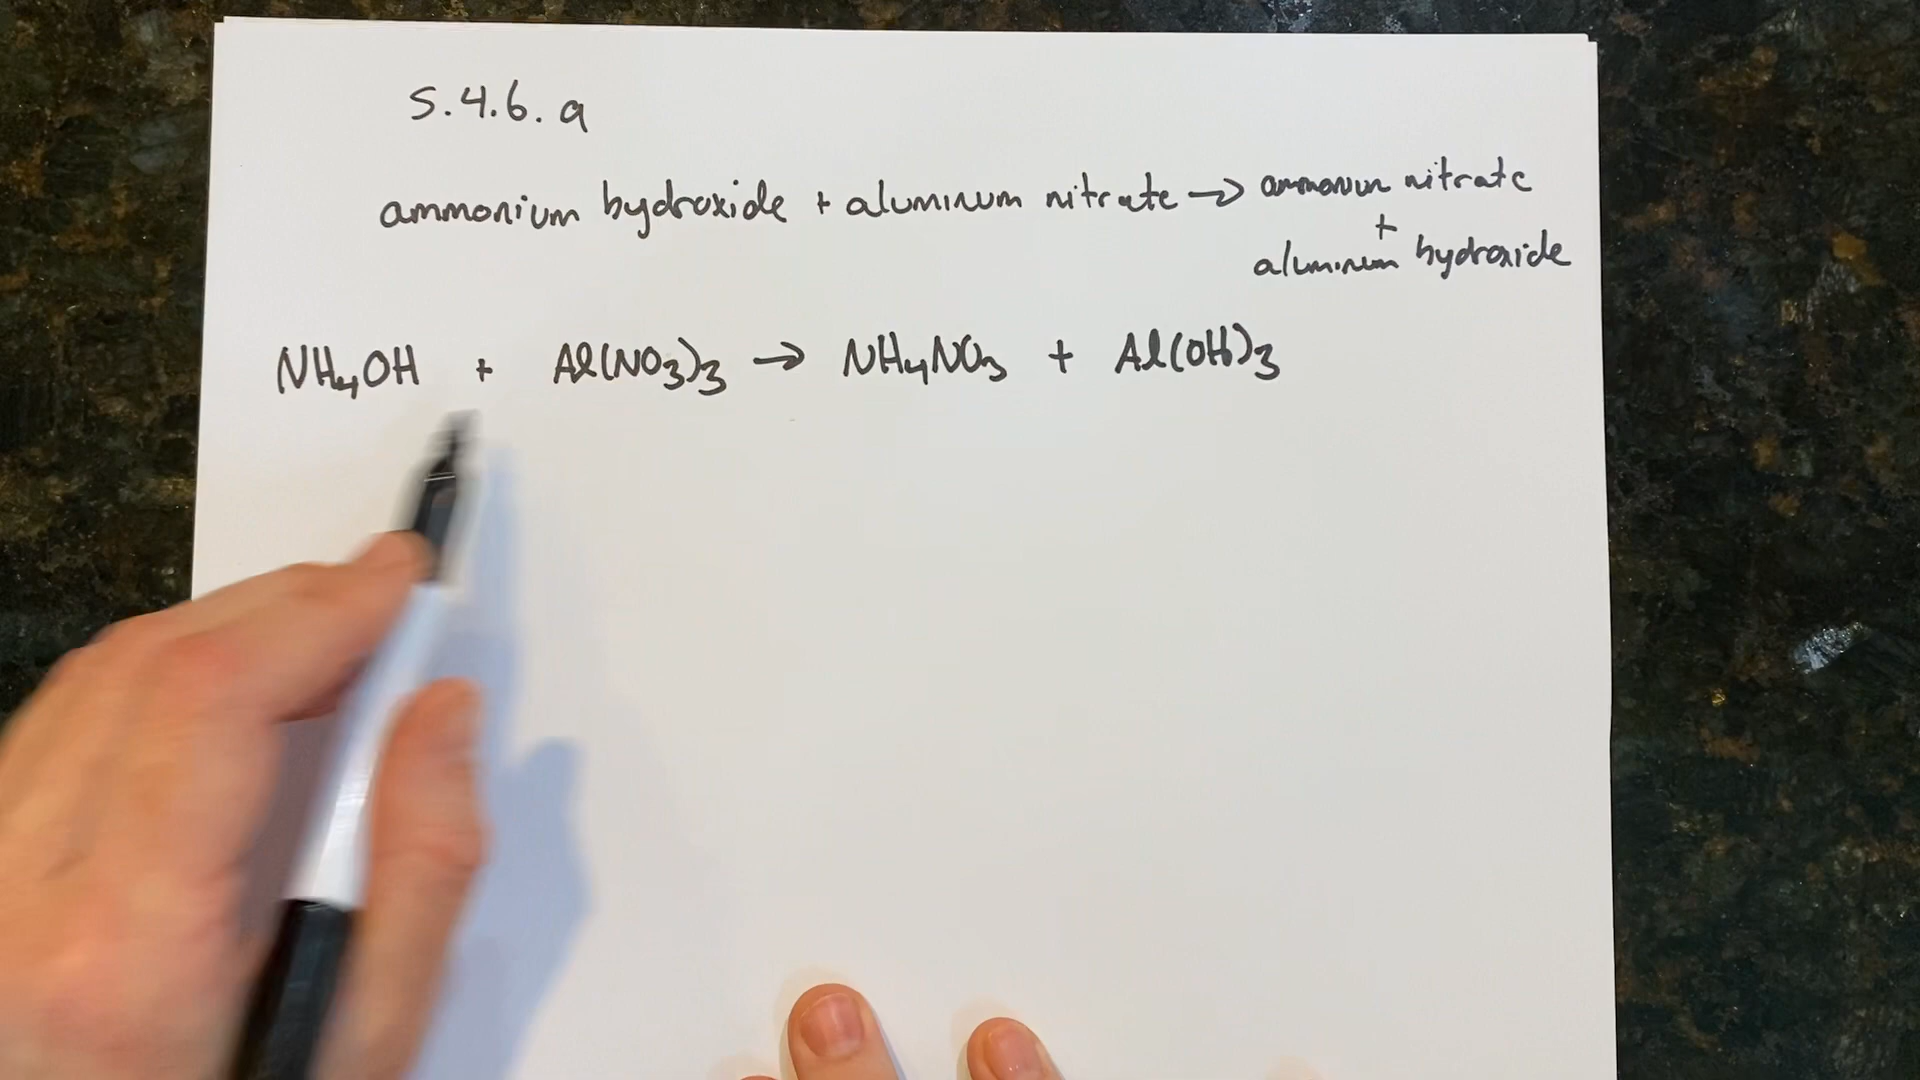 S.4.6.a
ammonium hydroxide + aluminum nitrate → ammonium nitrate
+
aluminum hydroxide
NH₄OH + Al(NO₃)₃ → NH₄NO₃ + Al(OH)₃